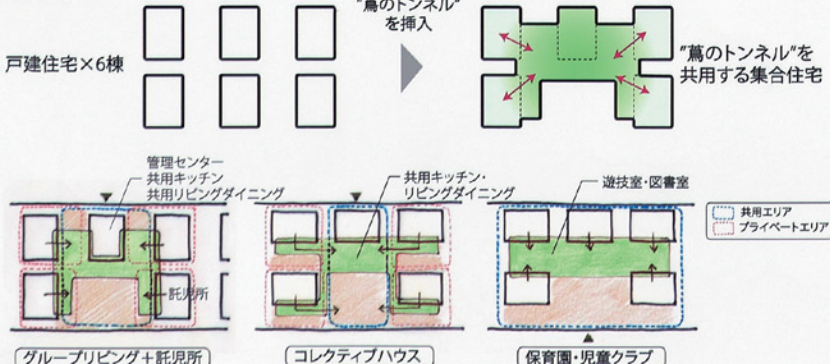 "蔦のトンネル"
を挿入
戸建住宅×6棟
"蔦のトンネル"を
共用する集合住宅
管理センター
共用キッチン
共用リビングダイニング
託児所
グループリビング+託児所
共用キッチン・
リビングダイニング
コレクティブハウス
遊技室・図書室
保育園・児童クラブ
共用エリア
プライベートエリア